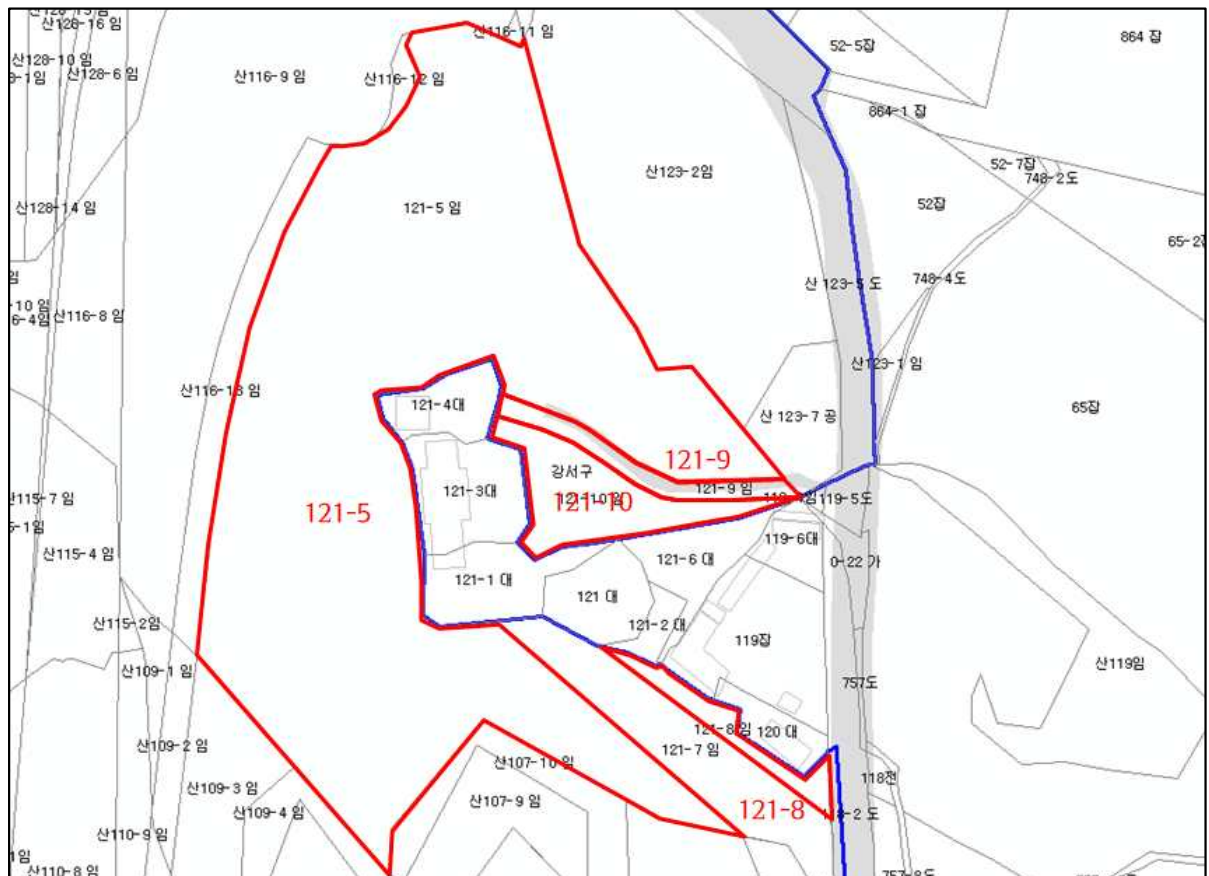 산128-16 임
산116-11 임
52-5장
864 장
산128-10 임
산128-6 임
산116-9 임
산116-12 임
864-1 장
52-7장
748-2도
산123-2임
산128-14 임
121-5 임
52장
65-2장
산 123-5 도
748-4도
-10 임
산116-8 임
산123-1 임
산116-13 임
121-4대
산 123-7 공
65장
121-9
강서구
121-3대
121-9 임
121-10
119-5도
산115-7 임
121-5
119-6대
산115-4 임
121-6 대
121-1 대
121 대
산115-2임
121-2 대
119장
산119임
산109-1 임
757도
산109-2 임
121-8 임
120 대
121-7 임
산107-10 임
118전
산109-3 임
산107-9 임
121-8
산109-4 임
산110-9 임
산110-8 임